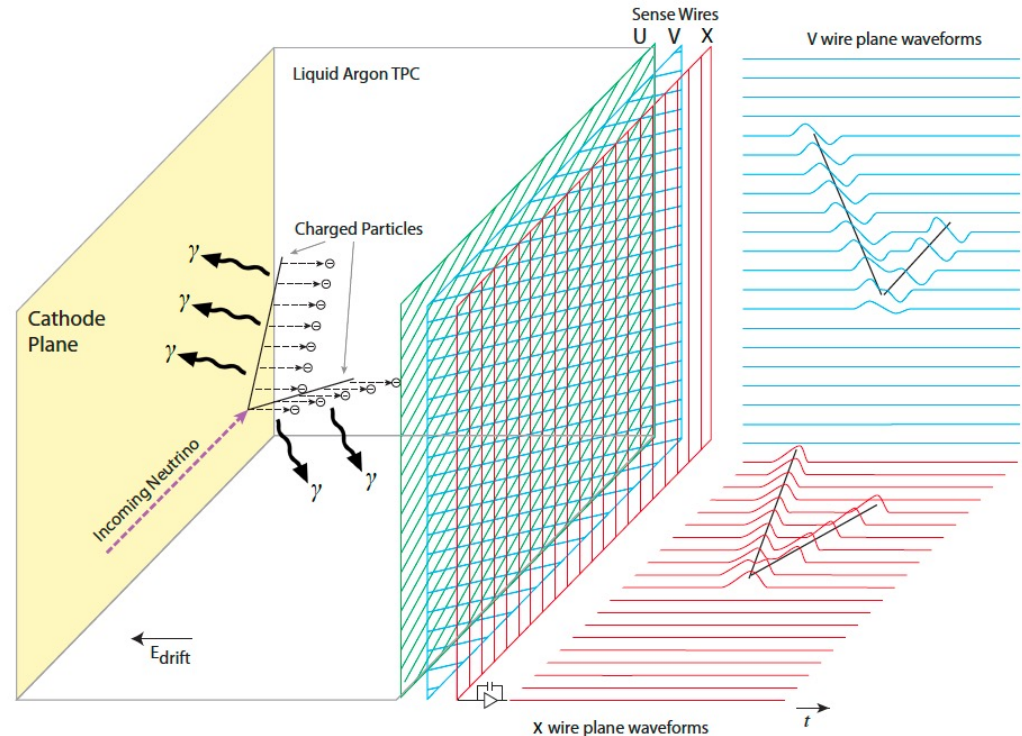 Sense Wires
U V X
V wire plane waveforms
Liquid Argon TPC
Charged Particles
γ
γ
γ
Cathode
Plane
γ
γ
Incoming Neutrino
E drift
t
X wire plane waveforms